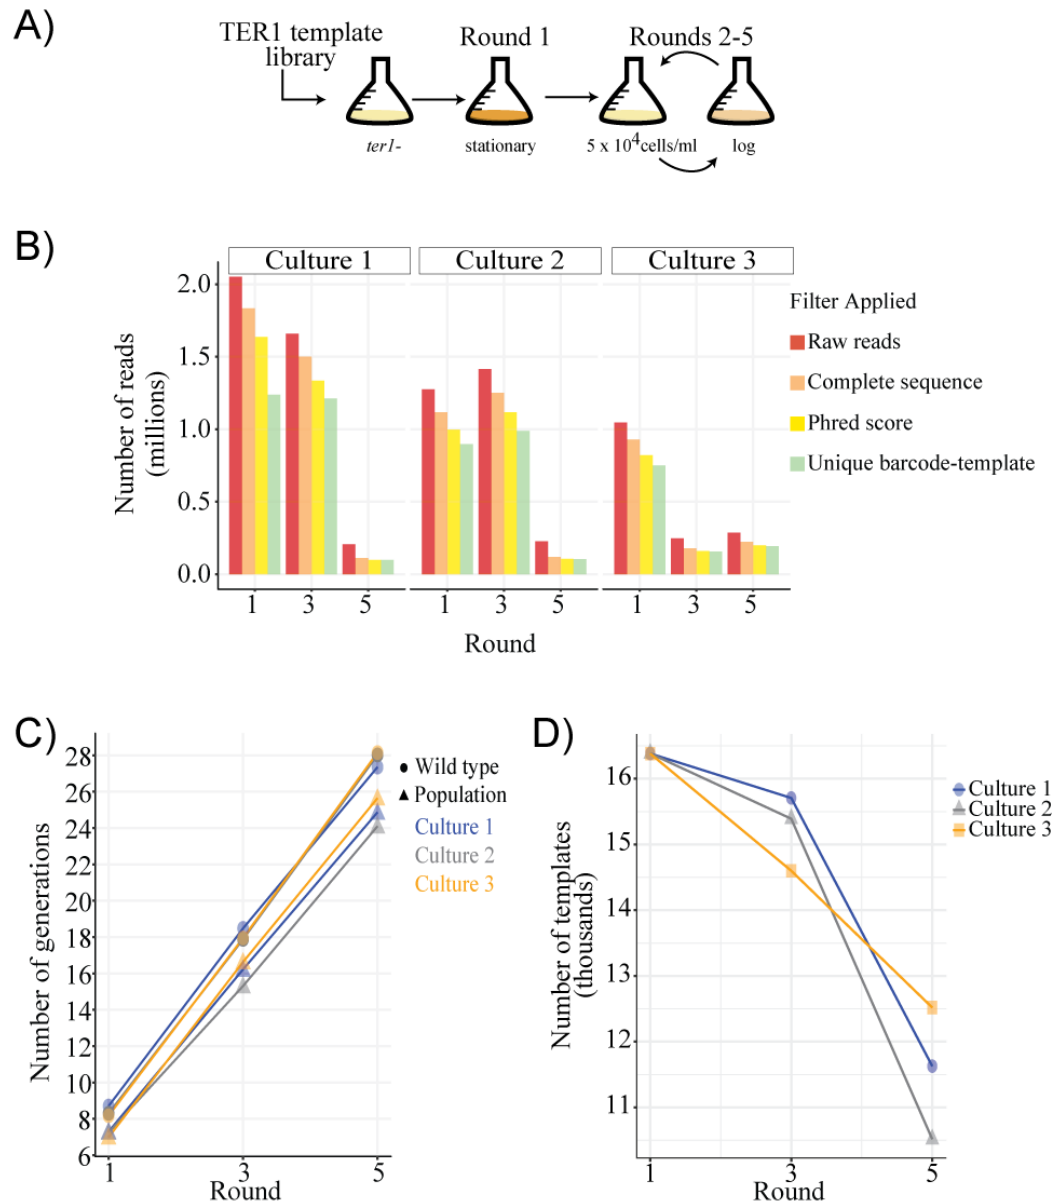 A)
TER1 template
library
Round 1
Rounds 2-5
ter1-
stationary
5 x 10^4 cells/ml
log
B)
Culture 1
Culture 2
Culture 3
Number of reads
(millions)
2.0
1.5
1.0
0.5
0.0
1 3 5 1 3 5 1 3 5
Round
Filter Applied
Raw reads
Complete sequence
Phred score
Unique barcode-template
C)
Number of generations
28
26
24
22
20
18
16
14
12
10
8
6
1 3 5
Round
Wild type
Population
Culture 1
Culture 2
Culture 3
D)
Number of templates
(thousands)
16
15
14
13
12
11
1 3 5
Round
Culture 1
Culture 2
Culture 3